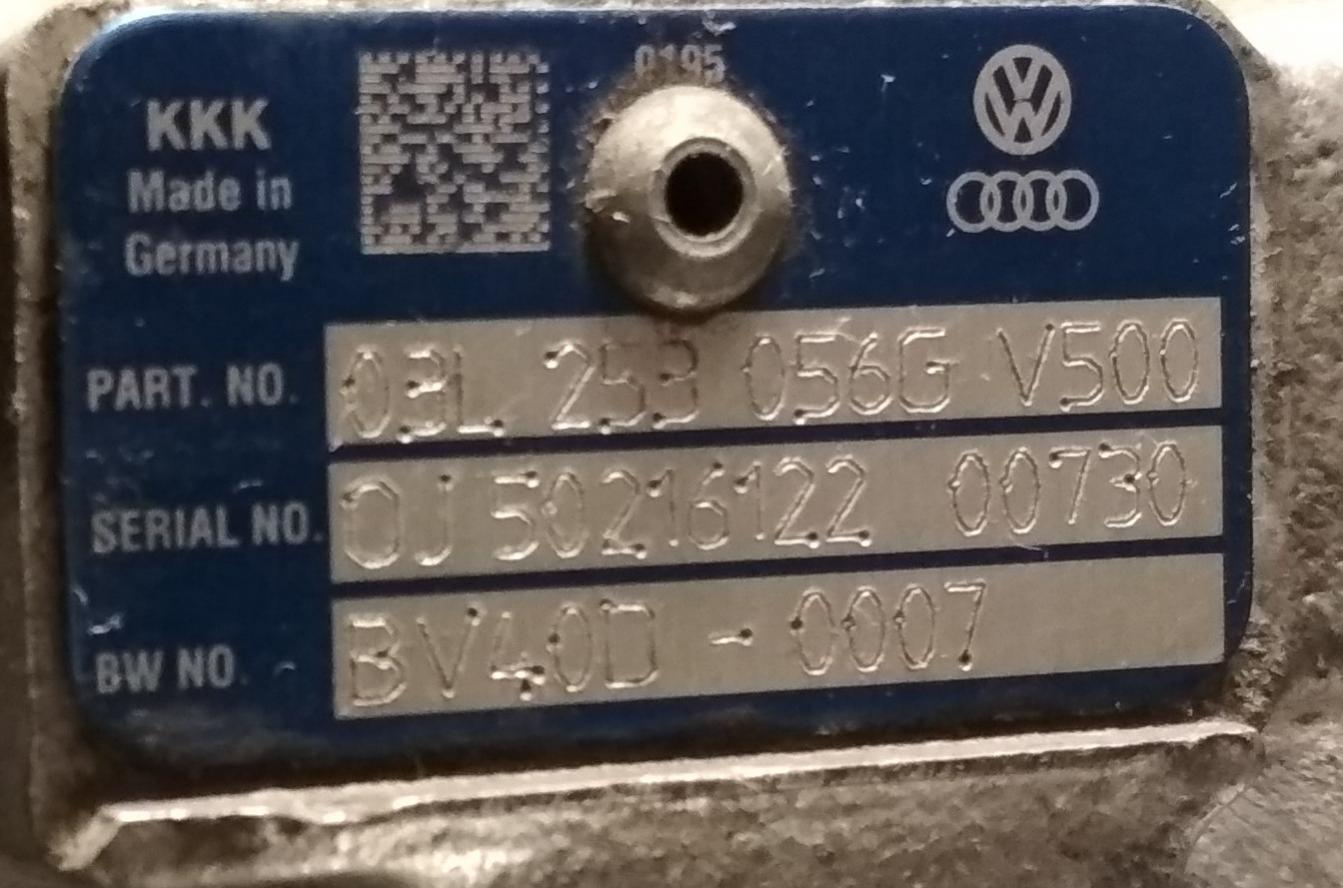 0195
KKK
Made in
Germany
PART. NO. 03L 253 056G V500
SERIAL NO. OJ 50216122 00730
BW NO. BV40D - 0007